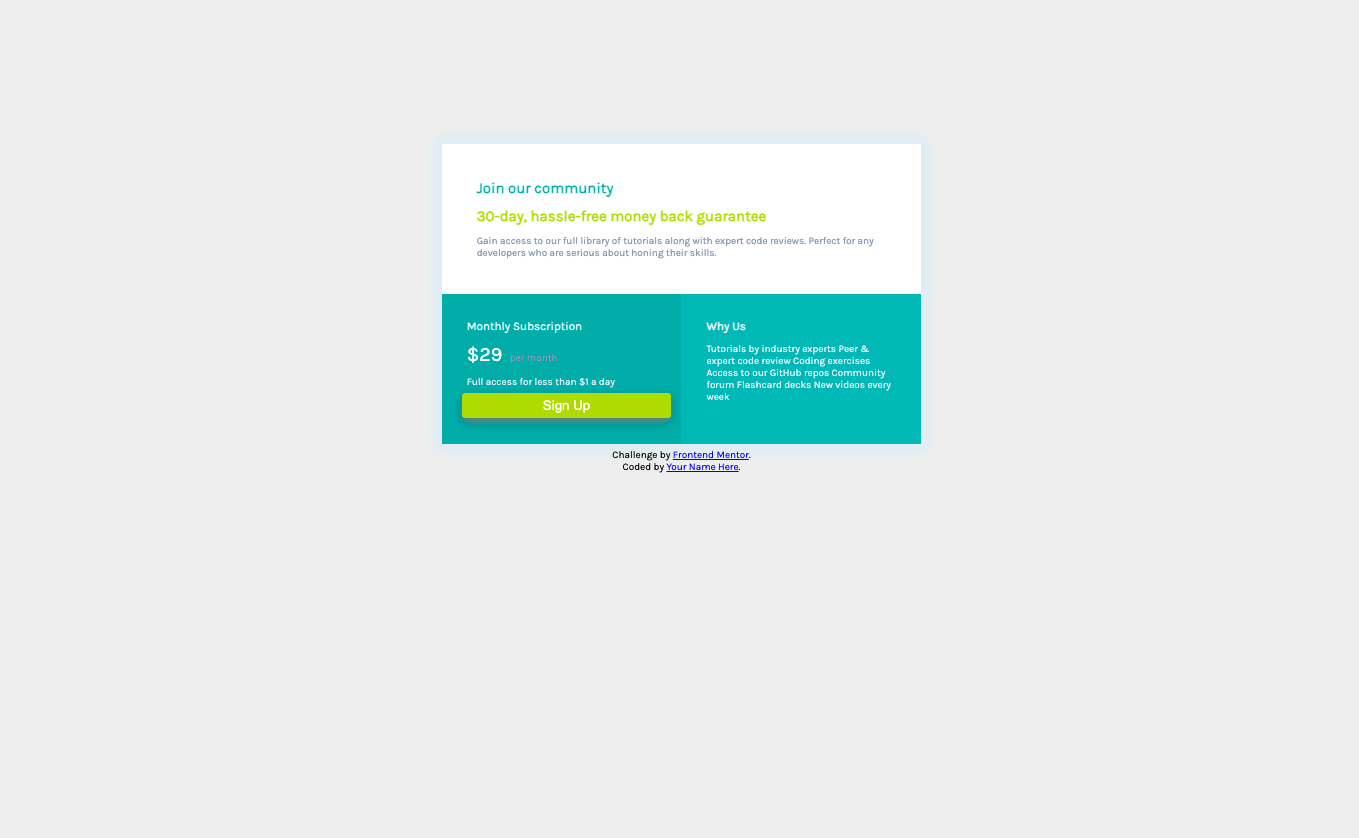 Join our community
30-day, hassle-free money back guarantee
Gain access to our full library of tutorials along with expert code reviews. Perfect for any
developers who are serious about honing their skills.
Monthly Subscription
$29 per month
Full access for less than $1 a day
Sign Up
Why Us
Tutorials by industry experts Peer &
expert code review Coding exercises
Access to our GitHub repos Community
forum Flashcard decks New videos every
week
Challenge by Frontend Mentor.
Coded by Your Name Here.